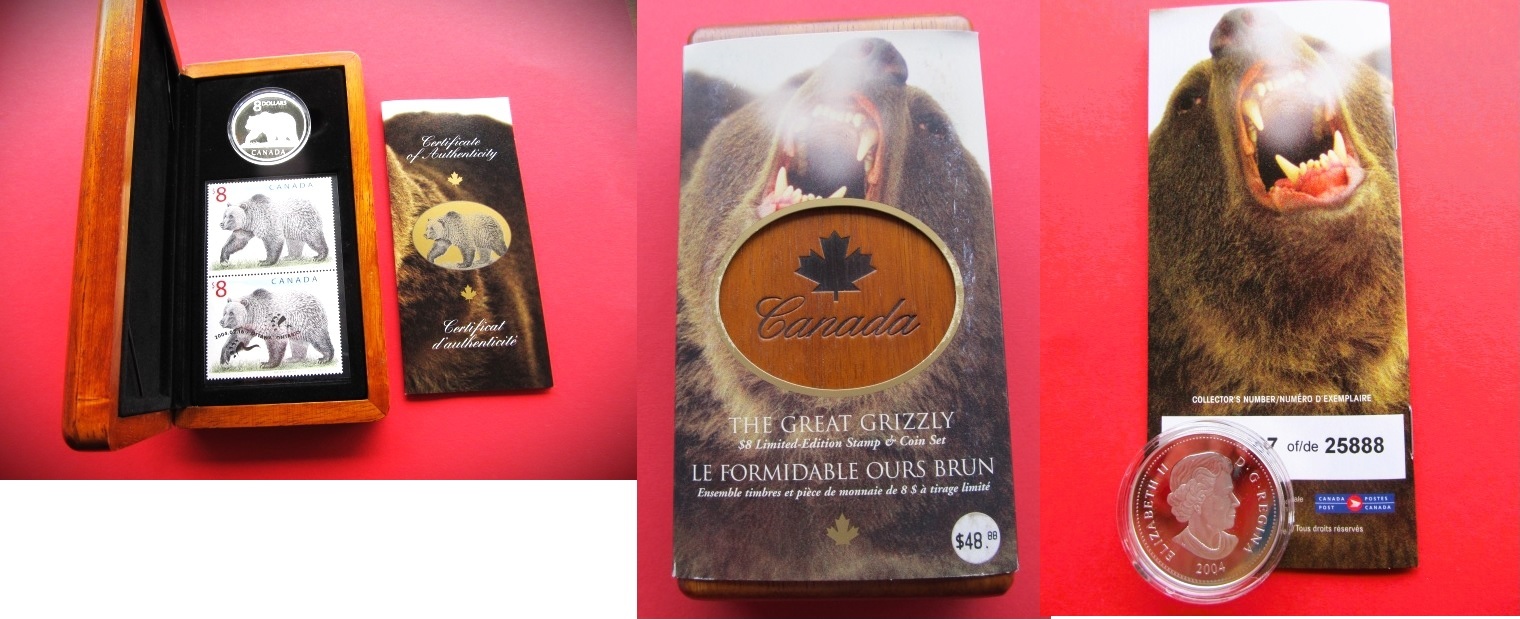 8 DOLLARS
CANADA
$8
CANADA
$8
CANADA
Certificate
of Authenticity
Certificat
d'authenticité
Canada
THE GREAT GRIZZLY
$8 Limited-Edition Stamp & Coin Set
LE FORMIDABLE OURS BRUN
Ensemble timbres et pièce de monnaie de 8 $ à tirage limité
$48.88
COLLECTOR'S NUMBER/NUMÉRO D'EXEMPLAIRE
7 of/de 25888
CANADA POSTES
POST CANADA
Tous droits réservés
ELIZABETH II D·G·REGINA
2004